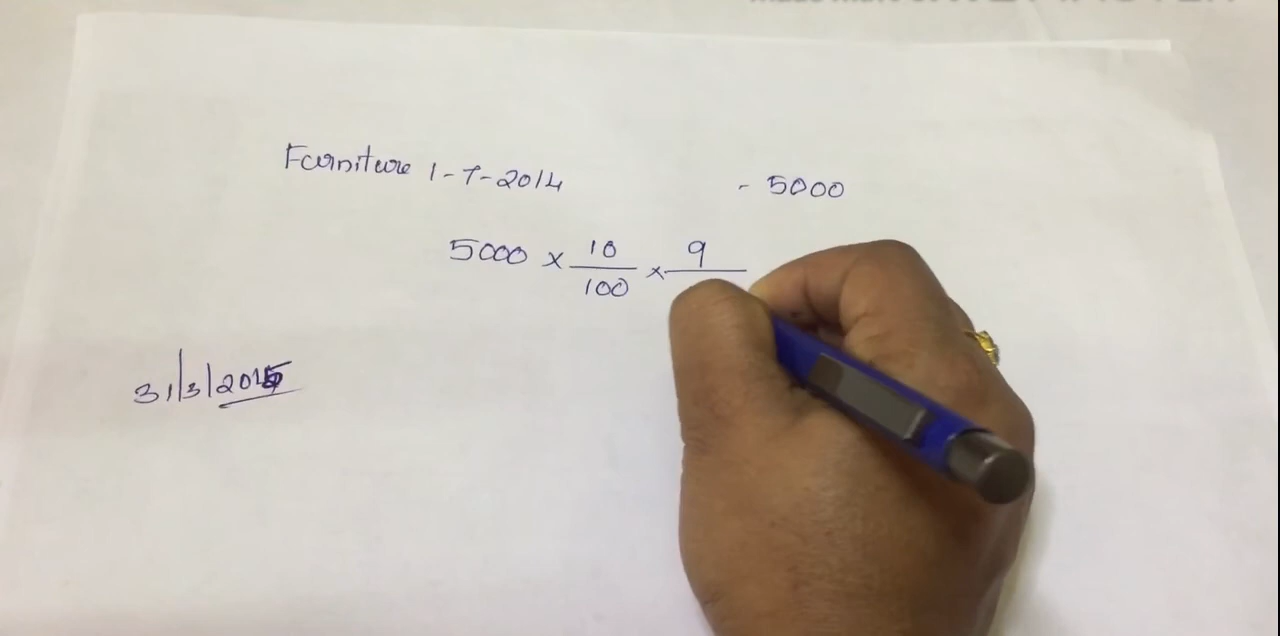 Furniture 1-7-2014 - 5000
5000 x 10/100 x 9
31/3/2015